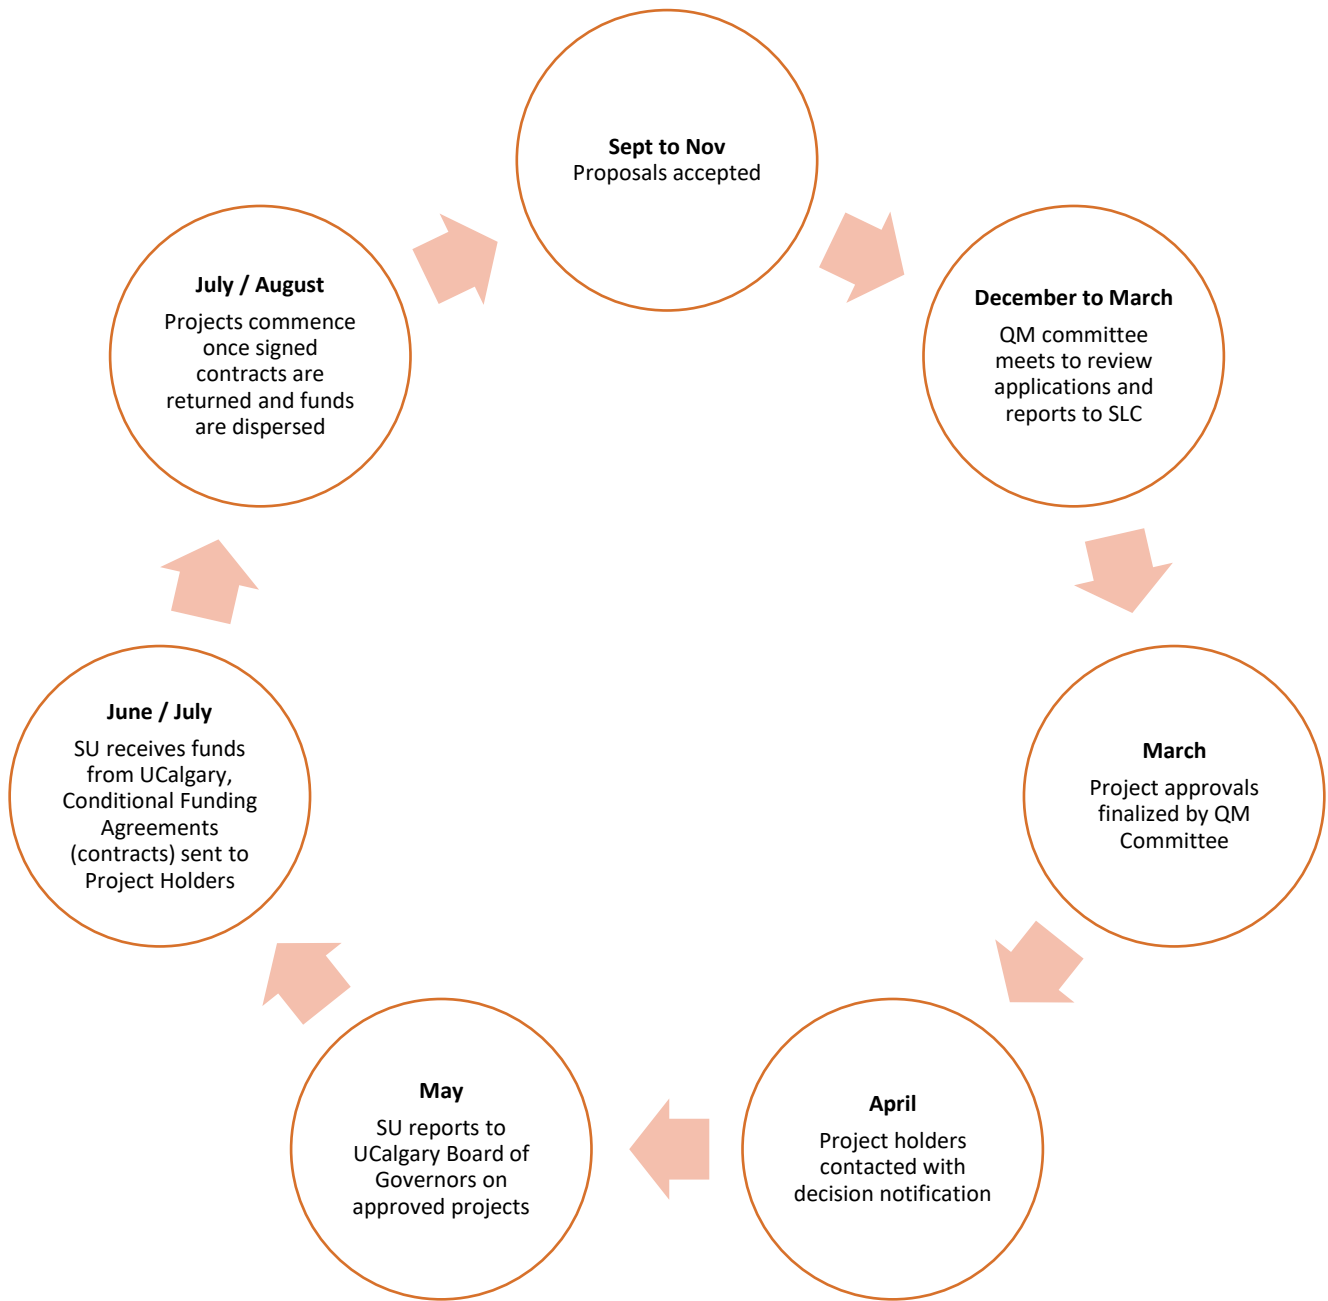 Sept to Nov
Proposals accepted
December to March
QM committee
meets to review
applications and
reports to SLC
March
Project approvals
finalized by QM
Committee
April
Project holders
contacted with
decision notification
May
SU reports to
UCalgary Board of
Governors on
approved projects
June / July
SU receives funds
from UCalgary,
Conditional Funding
Agreements
(contracts) sent to
Project Holders
July / August
Projects commence
once signed
contracts are
returned and funds
are dispersed